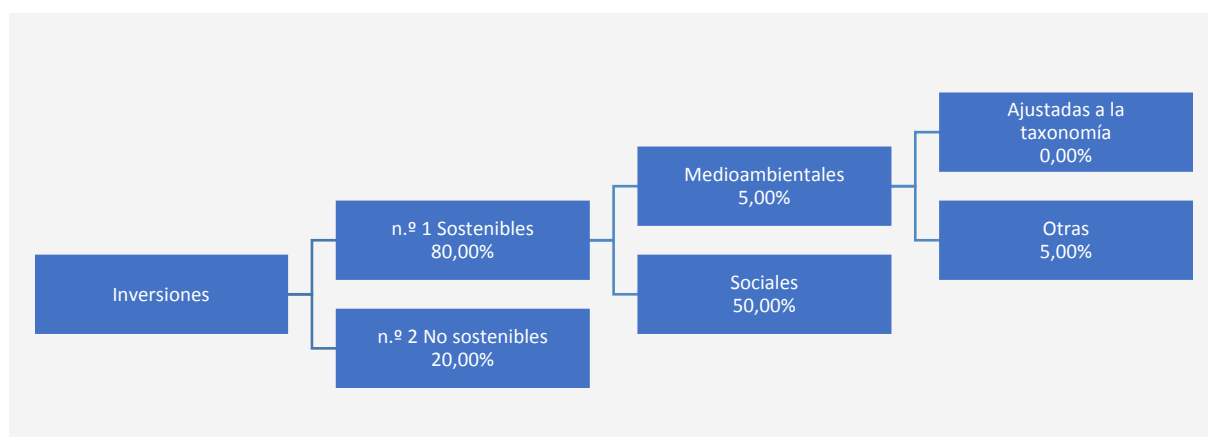 Inversiones
n.º 1 Sostenibles
80,00%
n.º 2 No sostenibles
20,00%
Medioambientales
5,00%
Sociales
50,00%
Ajustadas a la
taxonomía
0,00%
Otras
5,00%